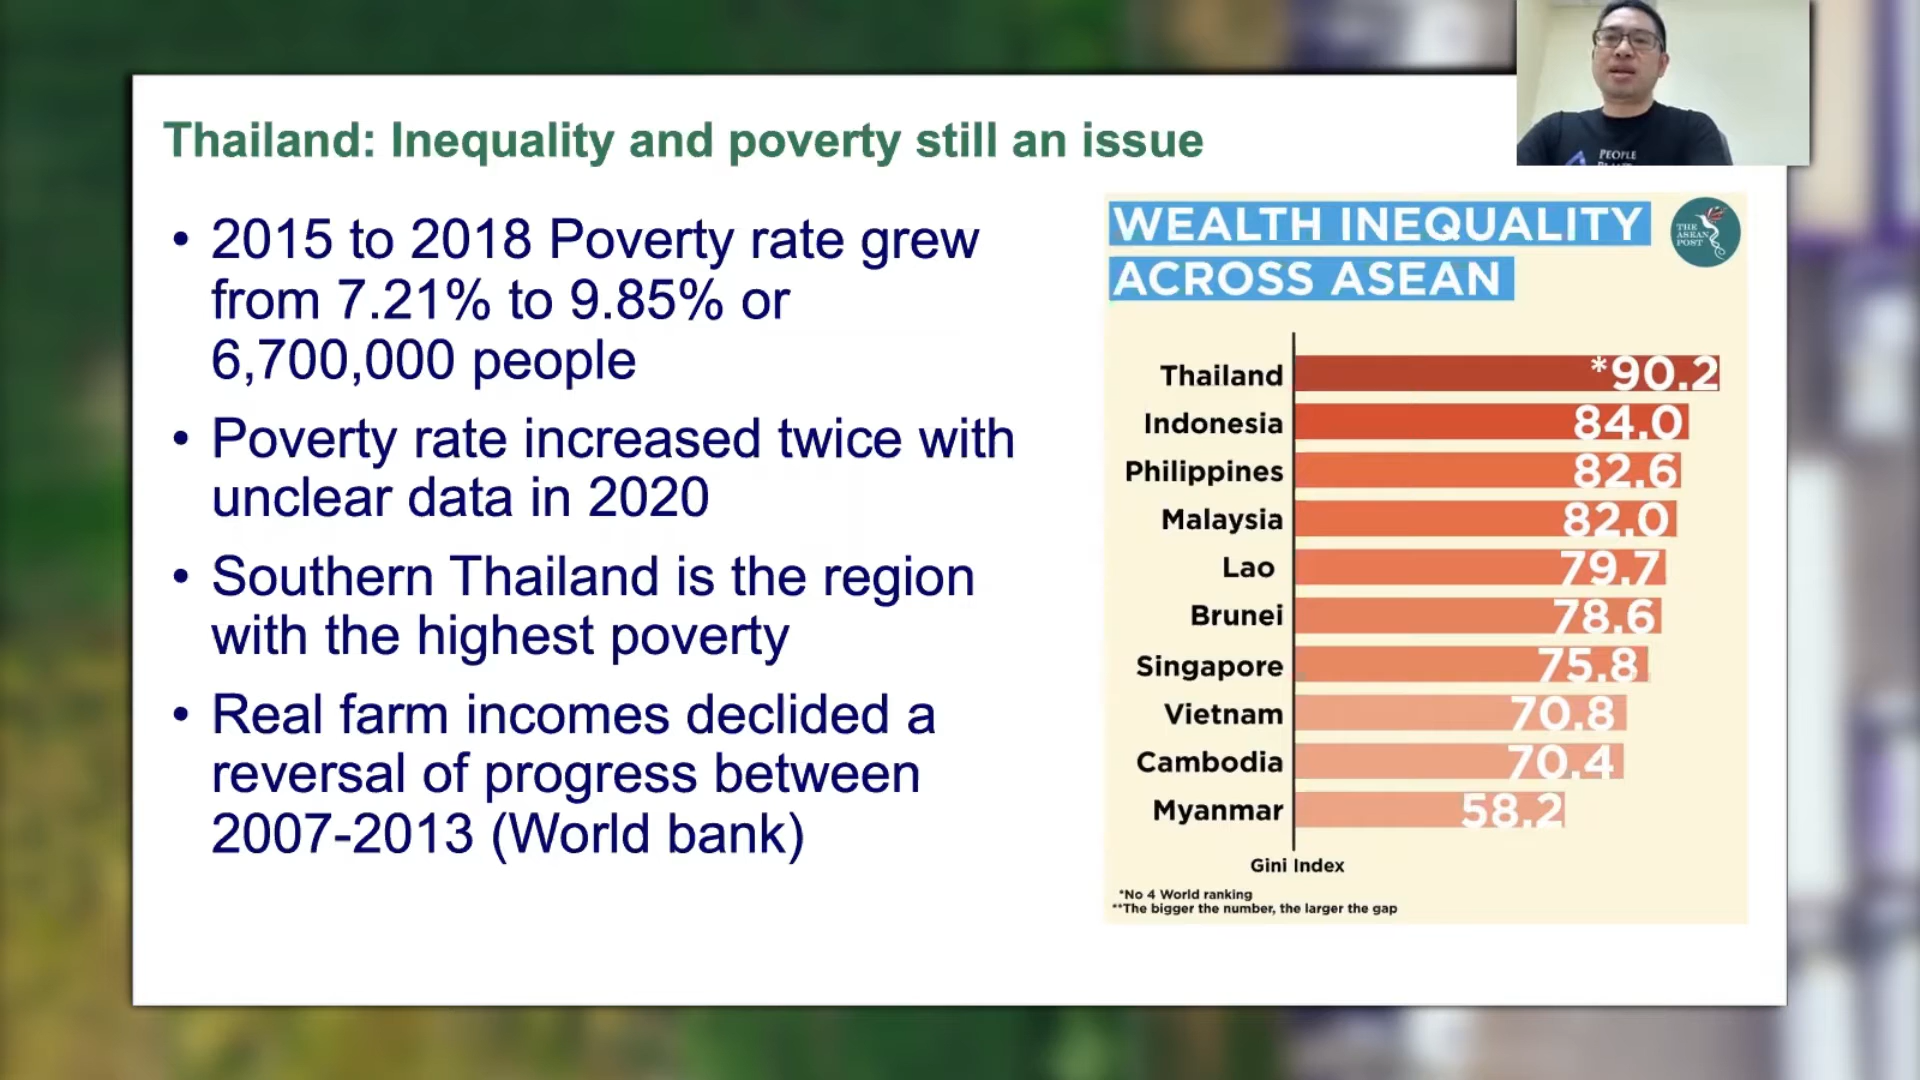 Thailand: Inequality and poverty still an issue
• 2015 to 2018 Poverty rate grew
from 7.21% to 9.85% or
6,700,000 people
• Poverty rate increased twice with
unclear data in 2020
• Southern Thailand is the region
with the highest poverty
• Real farm incomes declided a
reversal of progress between
2007-2013 (World bank)
WEALTH INEQUALITY
ACROSS ASEAN
THE
ASEAN
POST
Thailand *90.2
Indonesia 84.0
Philippines 82.6
Malaysia 82.0
Lao 79.7
Brunei 78.6
Singapore 75.8
Vietnam 70.8
Cambodia 70.4
Myanmar 58.2
Gini Index
*No 4 World ranking
**The bigger the number, the larger the gap
PEOPLE